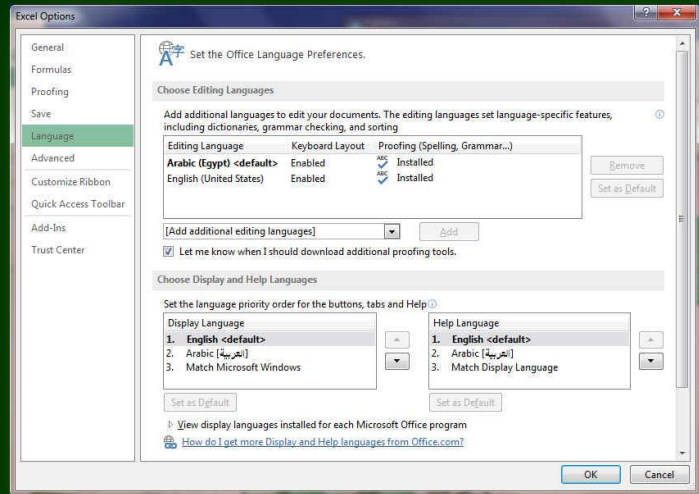 Excel Options
General
Formulas
Proofing
Save
Language
Advanced
Customize Ribbon
Quick Access Toolbar
Add-Ins
Trust Center
Set the Office Language Preferences.
Choose Editing Languages
Add additional languages to edit your documents. The editing languages set language-specific features,
including dictionaries, grammar checking, and sorting
Editing Language Keyboard Layout Proofing (Spelling, Grammar...)
Arabic (Egypt) <default> Enabled ABC Installed
English (United States) Enabled ABC Installed
Remove
Set as Default
[Add additional editing languages] Add
Let me know when I should download additional proofing tools.
Choose Display and Help Languages
Set the language priority order for the buttons, tabs and Help
Display Language
1. English <default>
2. Arabic [العربية]
3. Match Microsoft Windows
Set as Default
Help Language
1. English <default>
2. Arabic [العربية]
3. Match Display Language
Set as Default
View display languages installed for each Microsoft Office program
How do I get more Display and Help languages from Office.com?
OK Cancel